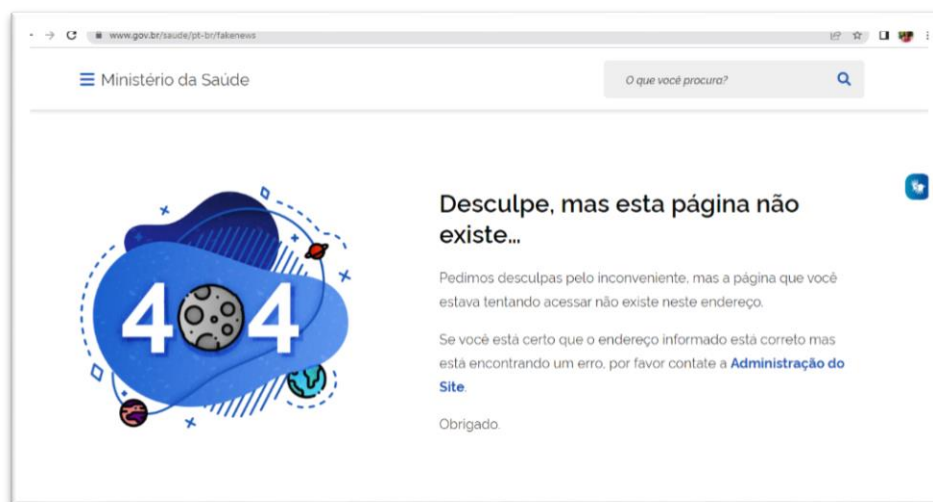 www.gov.br/saude/pt-br/fakenews
Ministério da Saúde
O que você procura?
Desculpe, mas esta página não
existe...
Pedimos desculpas pelo inconveniente, mas a página que você
estava tentando acessar não existe neste endereço.
Se você está certo que o endereço informado está correto mas
está encontrando um erro, por favor contate a Administração do
Site.
Obrigado.
404